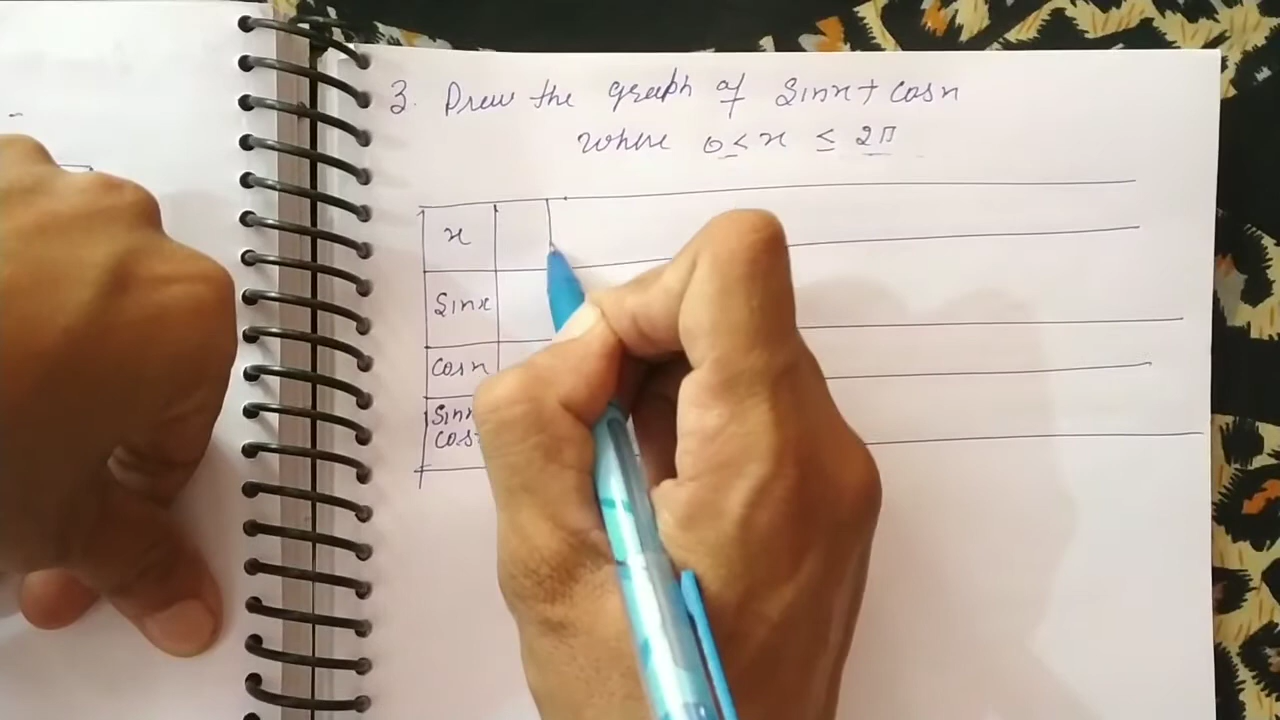 3. Draw the graph of Sinx + cosx
where 0 ≤ x ≤ 2π
x
Sinx
cosx
Sinx
cos